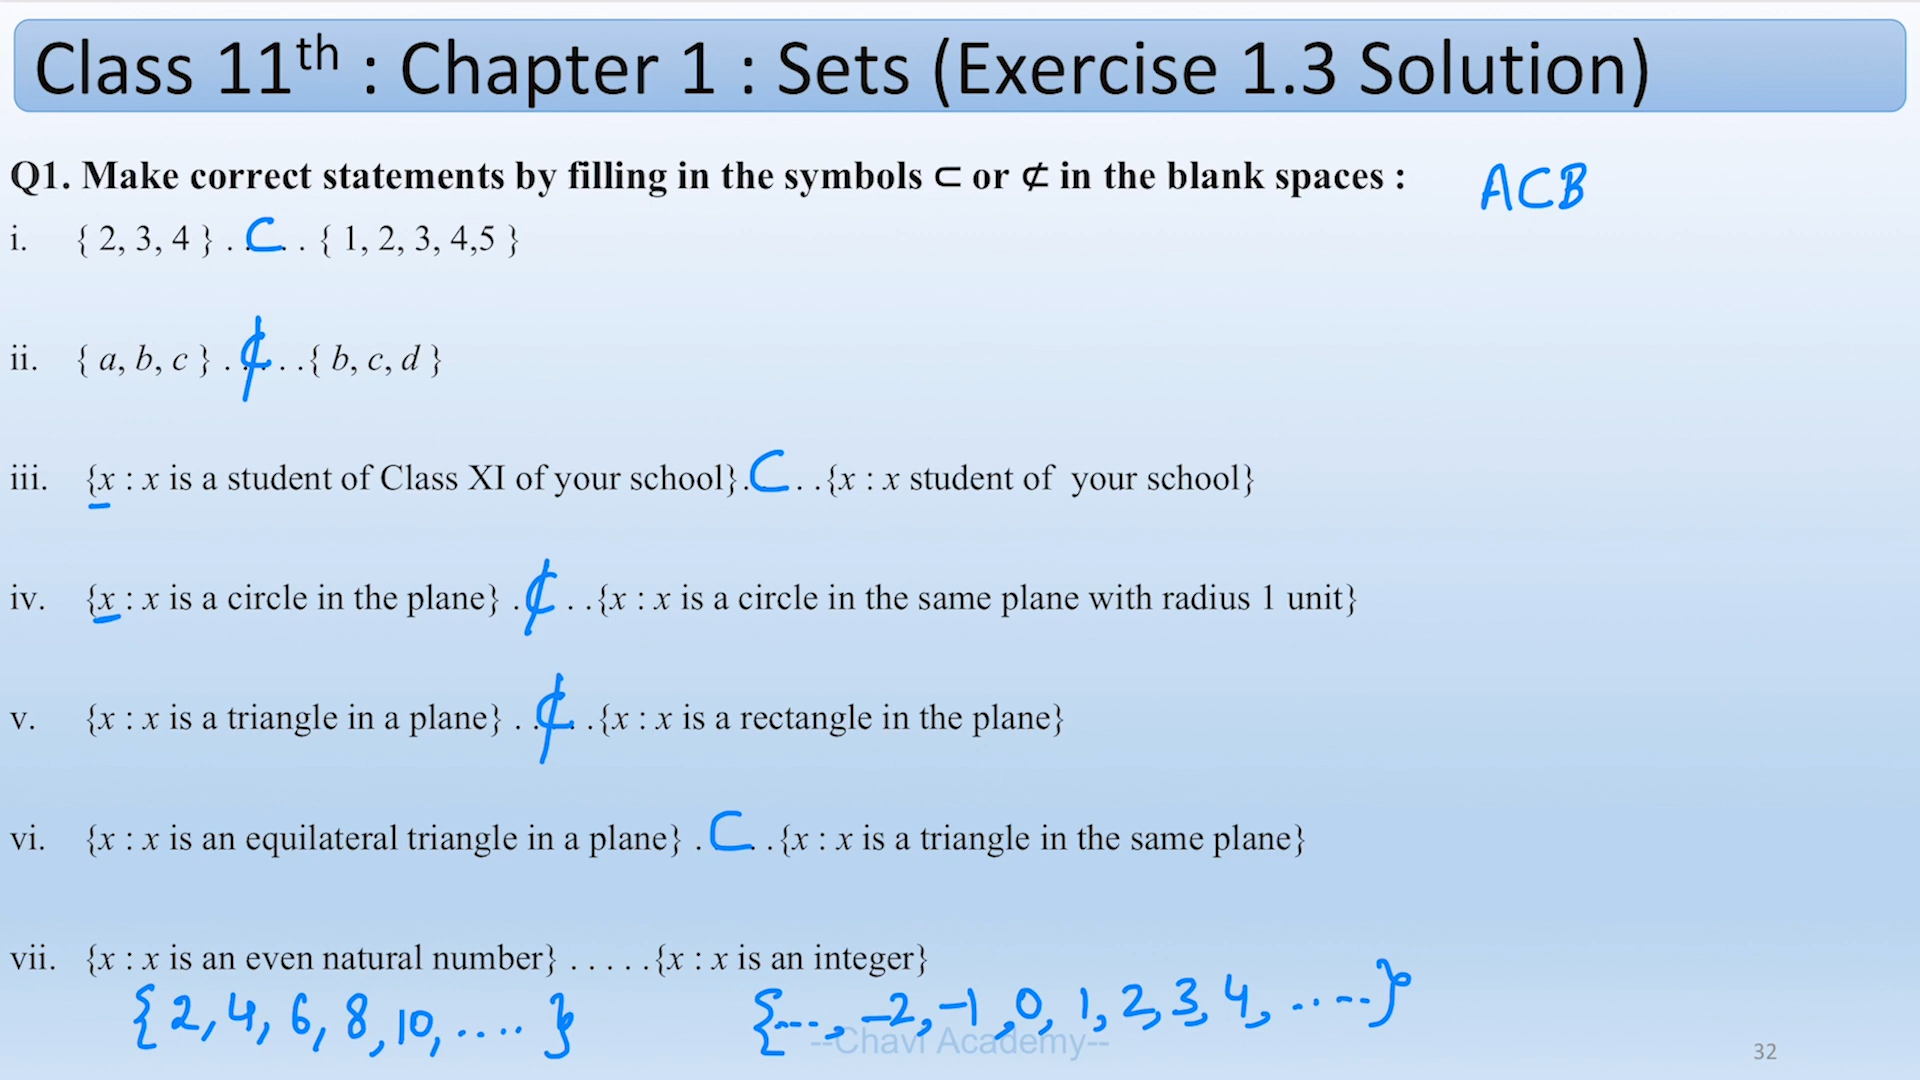 Class 11th : Chapter 1 : Sets (Exercise 1.3 Solution)
Q1. Make correct statements by filling in the symbols ⊂ or ⊄ in the blank spaces : A⊂B
i. { 2, 3, 4 } . ⊂ . . { 1, 2, 3, 4,5 }
ii. { a, b, c } . ⊄ . . { b, c, d }
iii. {x : x is a student of Class XI of your school} . ⊂ . . {x : x student of your school}
iv. {x : x is a circle in the plane} . ⊄ . . {x : x is a circle in the same plane with radius 1 unit}
v. {x : x is a triangle in a plane} . ⊄ . . {x : x is a rectangle in the plane}
vi. {x : x is an equilateral triangle in a plane} . ⊂ . . {x : x is a triangle in the same plane}
vii. {x : x is an even natural number} . . . . . {x : x is an integer}
{ 2, 4, 6, 8, 10, .... } { ...., -2, -1, 0, 1, 2, 3, 4, ..... }
--Chavi Academy--
32